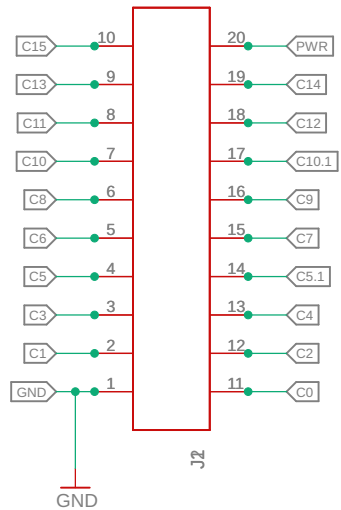 C15 10 20 PWR
C13 9 19 C14
C11 8 18 C12
C10 7 17 C10.1
C8 6 16 C9
C6 5 15 C7
C5 4 14 C5.1
C3 3 13 C4
C1 2 12 C2
GND 1 11 C0
GND